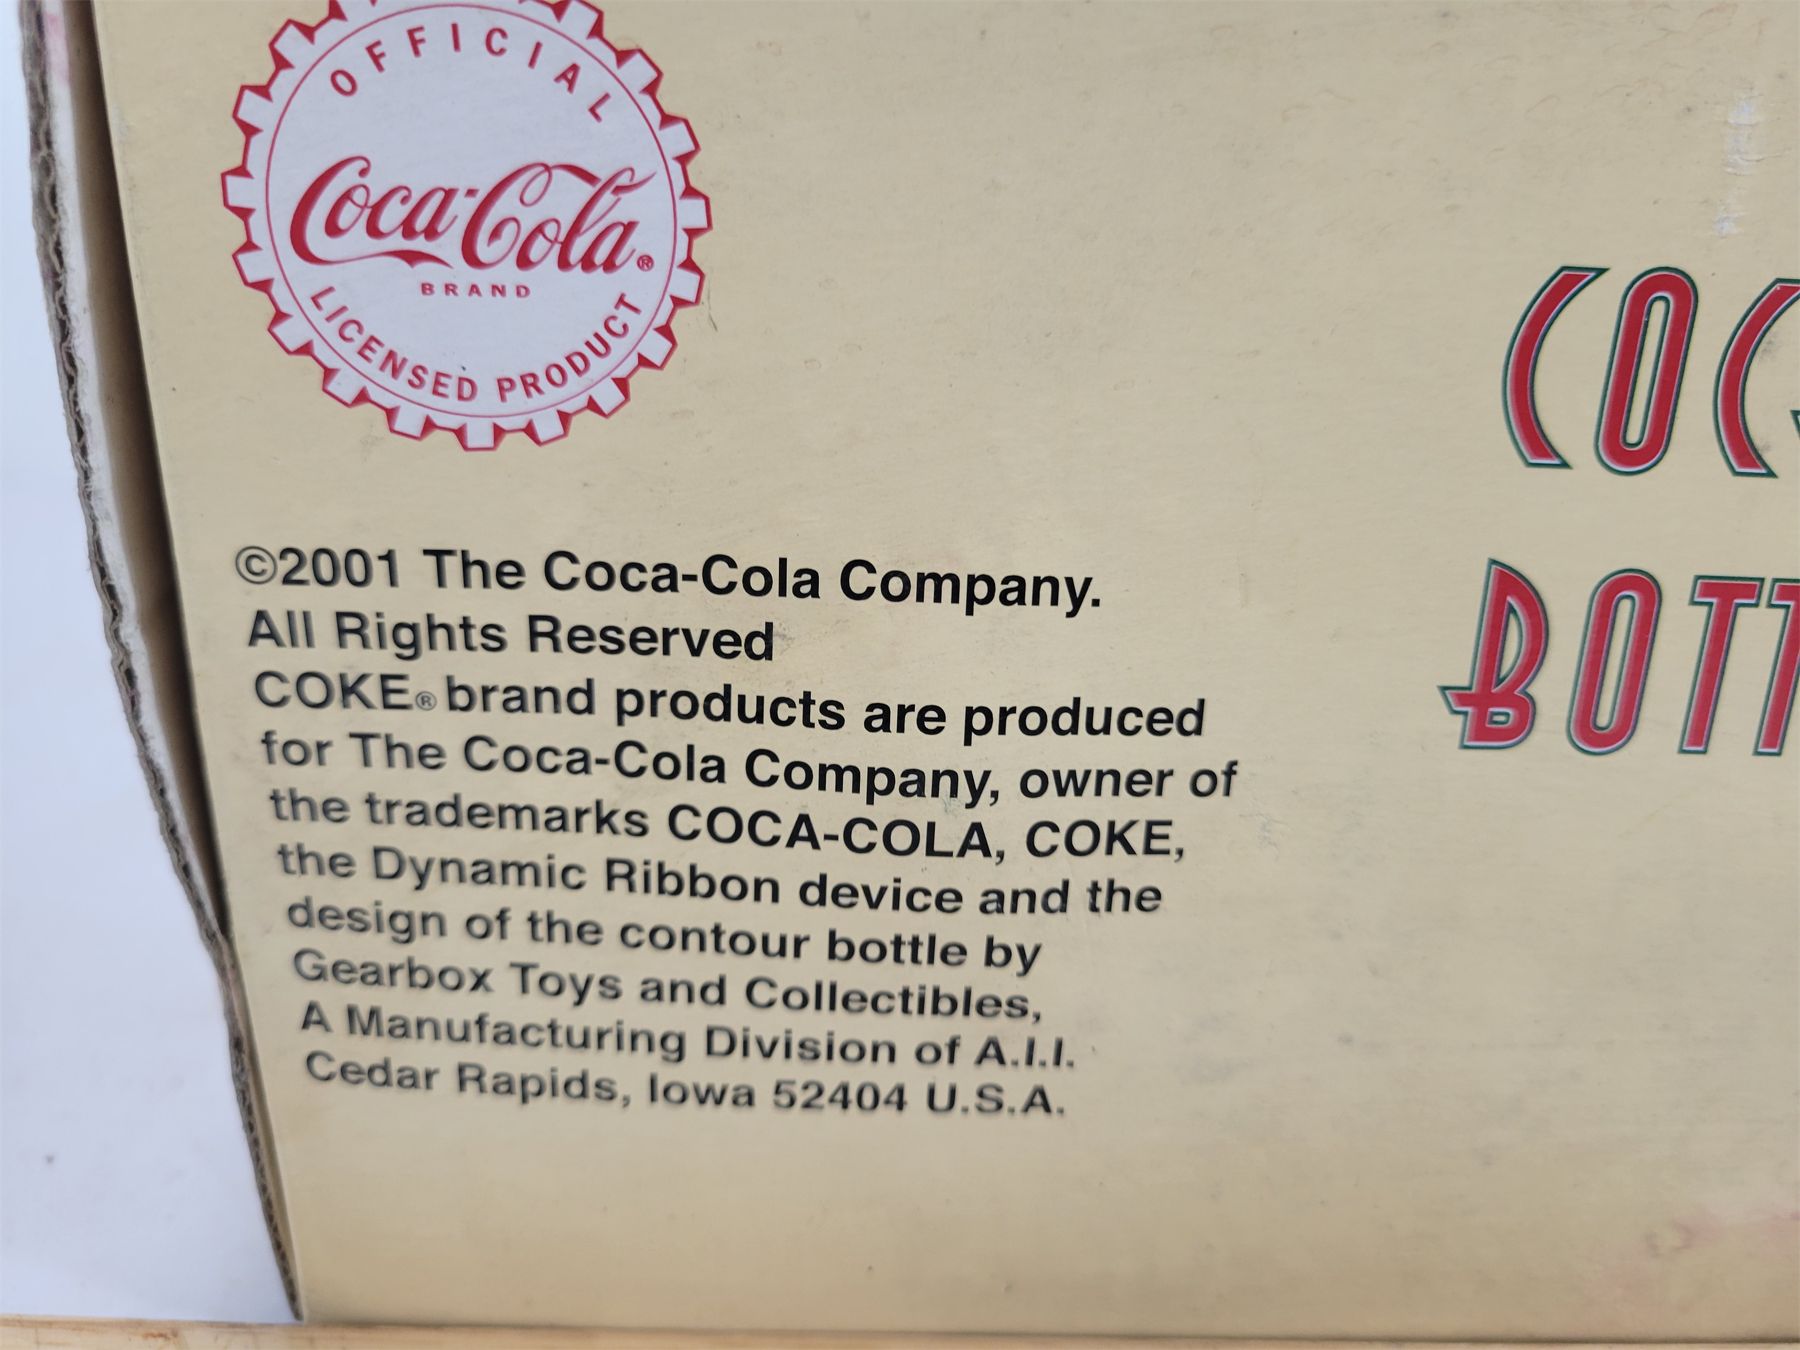 OFFICIAL
Coca-Cola®
BRAND
LICENSED PRODUCT
©2001 The Coca-Cola Company.
All Rights Reserved
COKE® brand products are produced
for The Coca-Cola Company, owner of
the trademarks COCA-COLA, COKE,
the Dynamic Ribbon device and the
design of the contour bottle by
Gearbox Toys and Collectibles,
A Manufacturing Division of A.I.I.
Cedar Rapids, Iowa 52404 U.S.A.